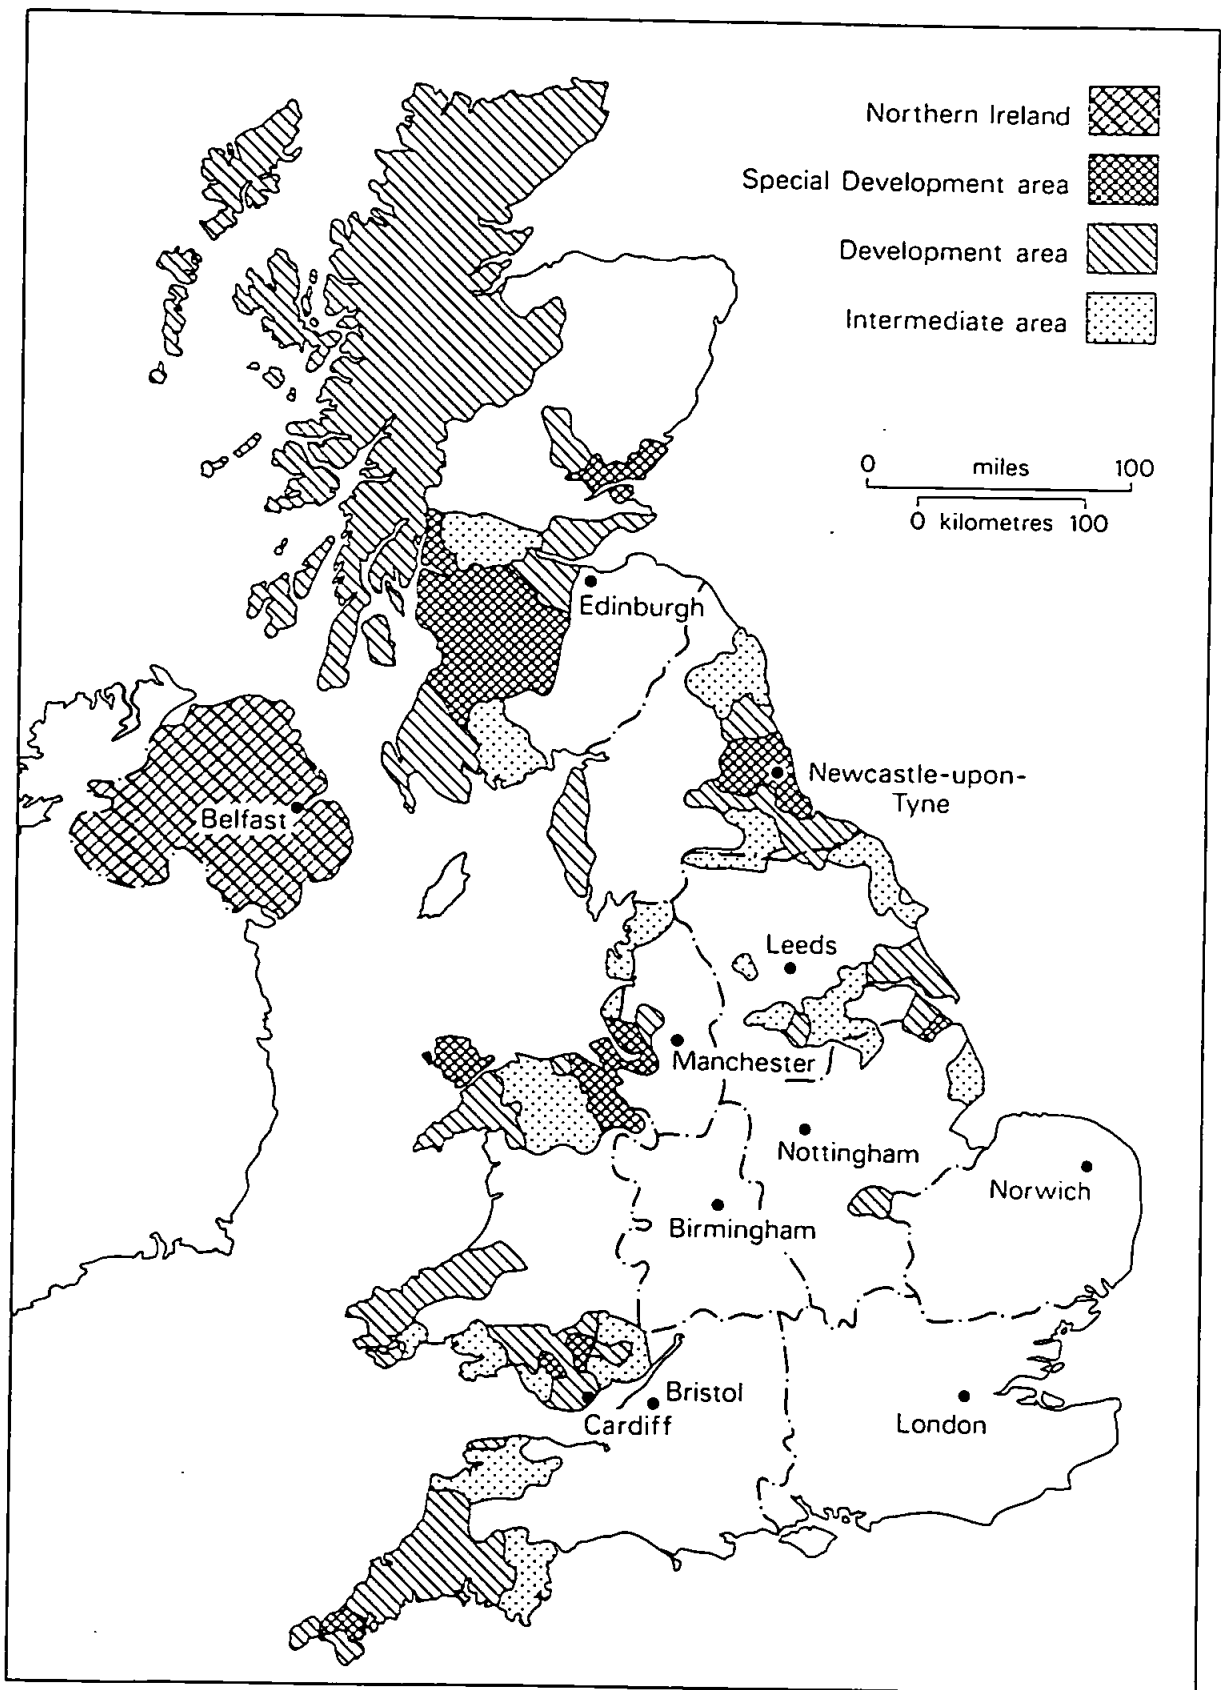 Northern Ireland
Special Development area
Development area
Intermediate area
0 miles 100
0 kilometres 100
Edinburgh
Newcastle-upon-
Tyne
Belfast
Leeds
Manchester
Nottingham
Norwich
Birmingham
Bristol
Cardiff
London